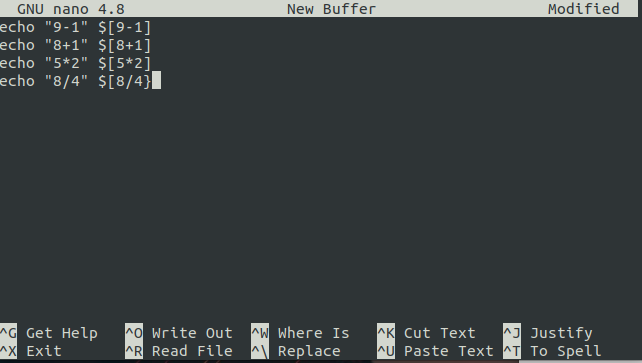 GNU nano 4.8 New Buffer Modified
echo "9-1" $[9-1]
echo "8+1" $[8+1]
echo "5*2" $[5*2]
echo "8/4" $[8/4}
^G Get Help ^O Write Out ^W Where Is ^K Cut Text ^J Justify
^X Exit ^R Read File ^\ Replace ^U Paste Text ^T To Spell